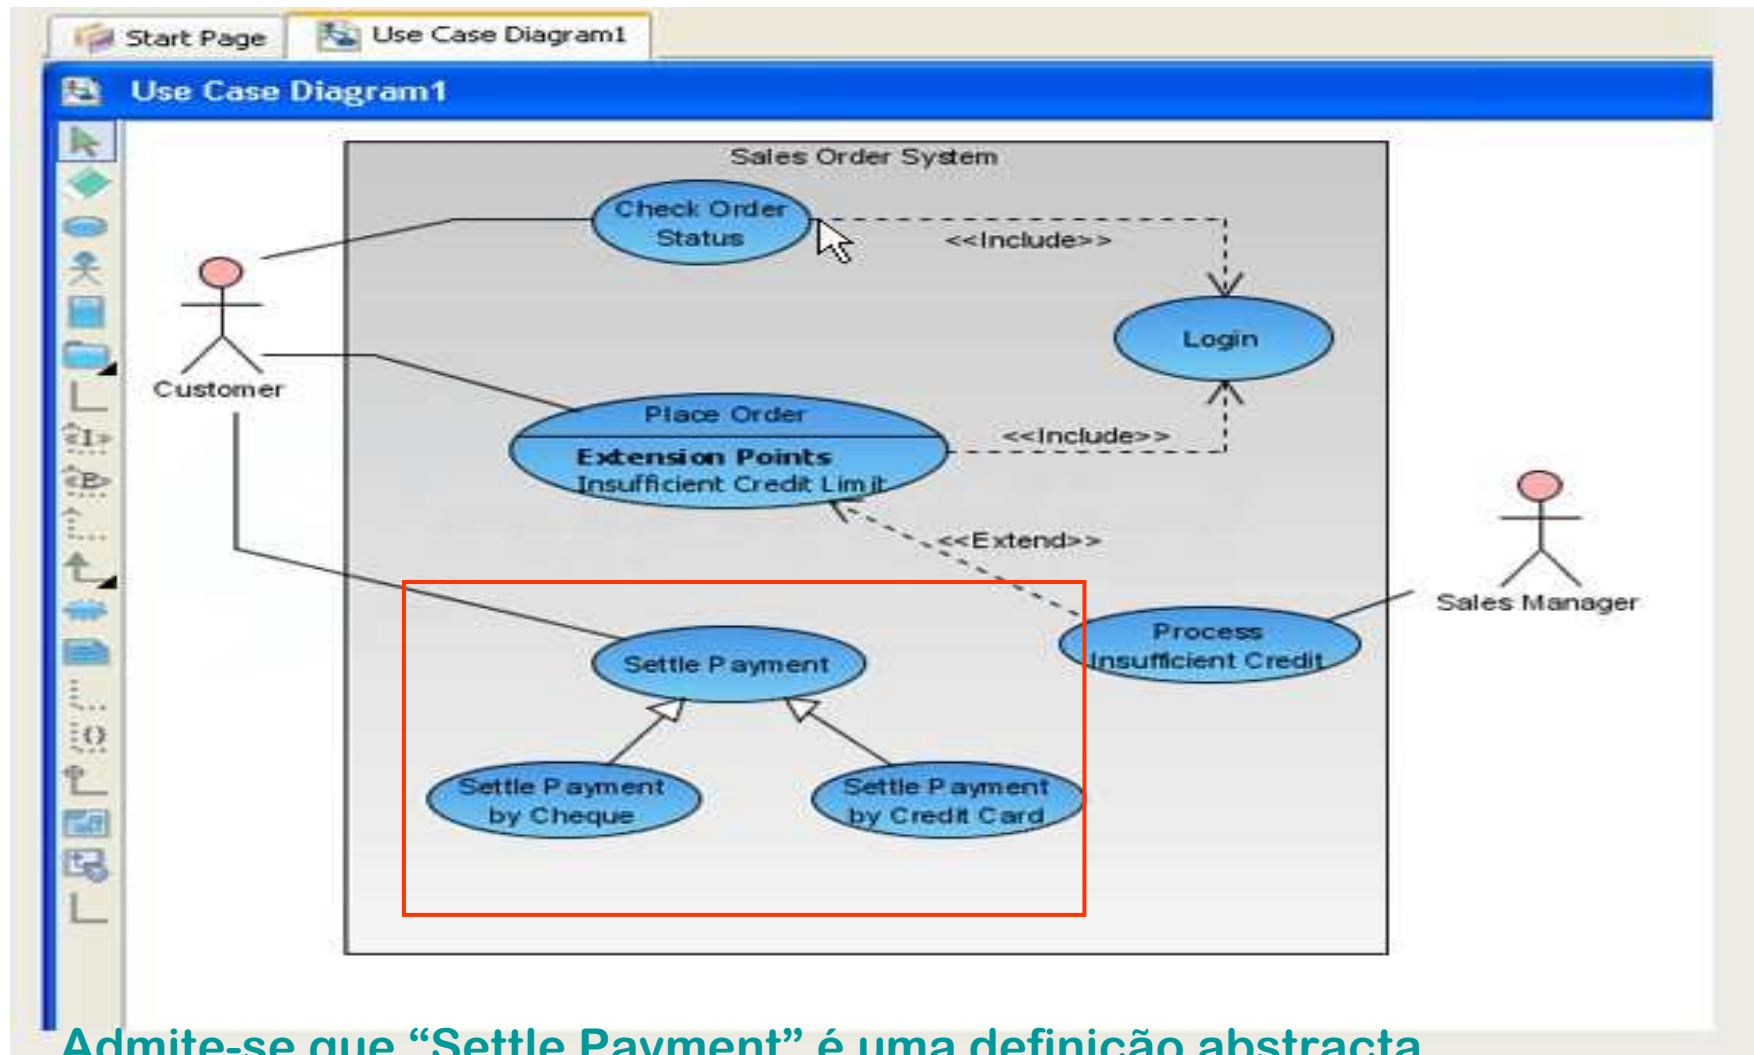 Start Page
Use Case Diagram1
Use Case Diagram1
Sales Order System
Check Order
Status
<<Include>>
Login
Customer
Place Order
Extension Points
Insufficient Credit Limit
<<Include>>
<<Extend>>
Sales Manager
Process
Insufficient Credit
Settle Payment
Settle Payment
by Cheque
Settle Payment
by Credit Card
Admite-se que “Settle Payment” é uma definição abstracta